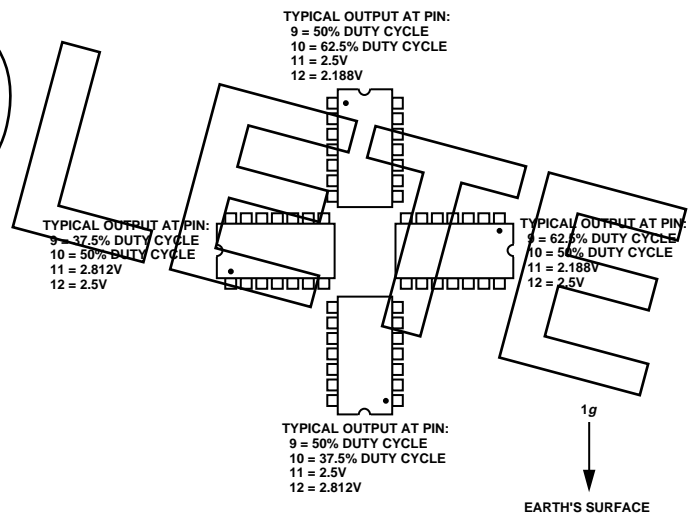 TYPICAL OUTPUT AT PIN:
9 = 50% DUTY CYCLE
10 = 62.5% DUTY CYCLE
11 = 2.5V
12 = 2.188V
TYPICAL OUTPUT AT PIN:
9 = 37.5% DUTY CYCLE
10 = 50% DUTY CYCLE
11 = 2.812V
12 = 2.5V
TYPICAL OUTPUT AT PIN:
9 = 62.5% DUTY CYCLE
10 = 50% DUTY CYCLE
11 = 2.188V
12 = 2.5V
TYPICAL OUTPUT AT PIN:
9 = 50% DUTY CYCLE
10 = 37.5% DUTY CYCLE
11 = 2.5V
12 = 2.812V
1g
EARTH'S SURFACE
LETE